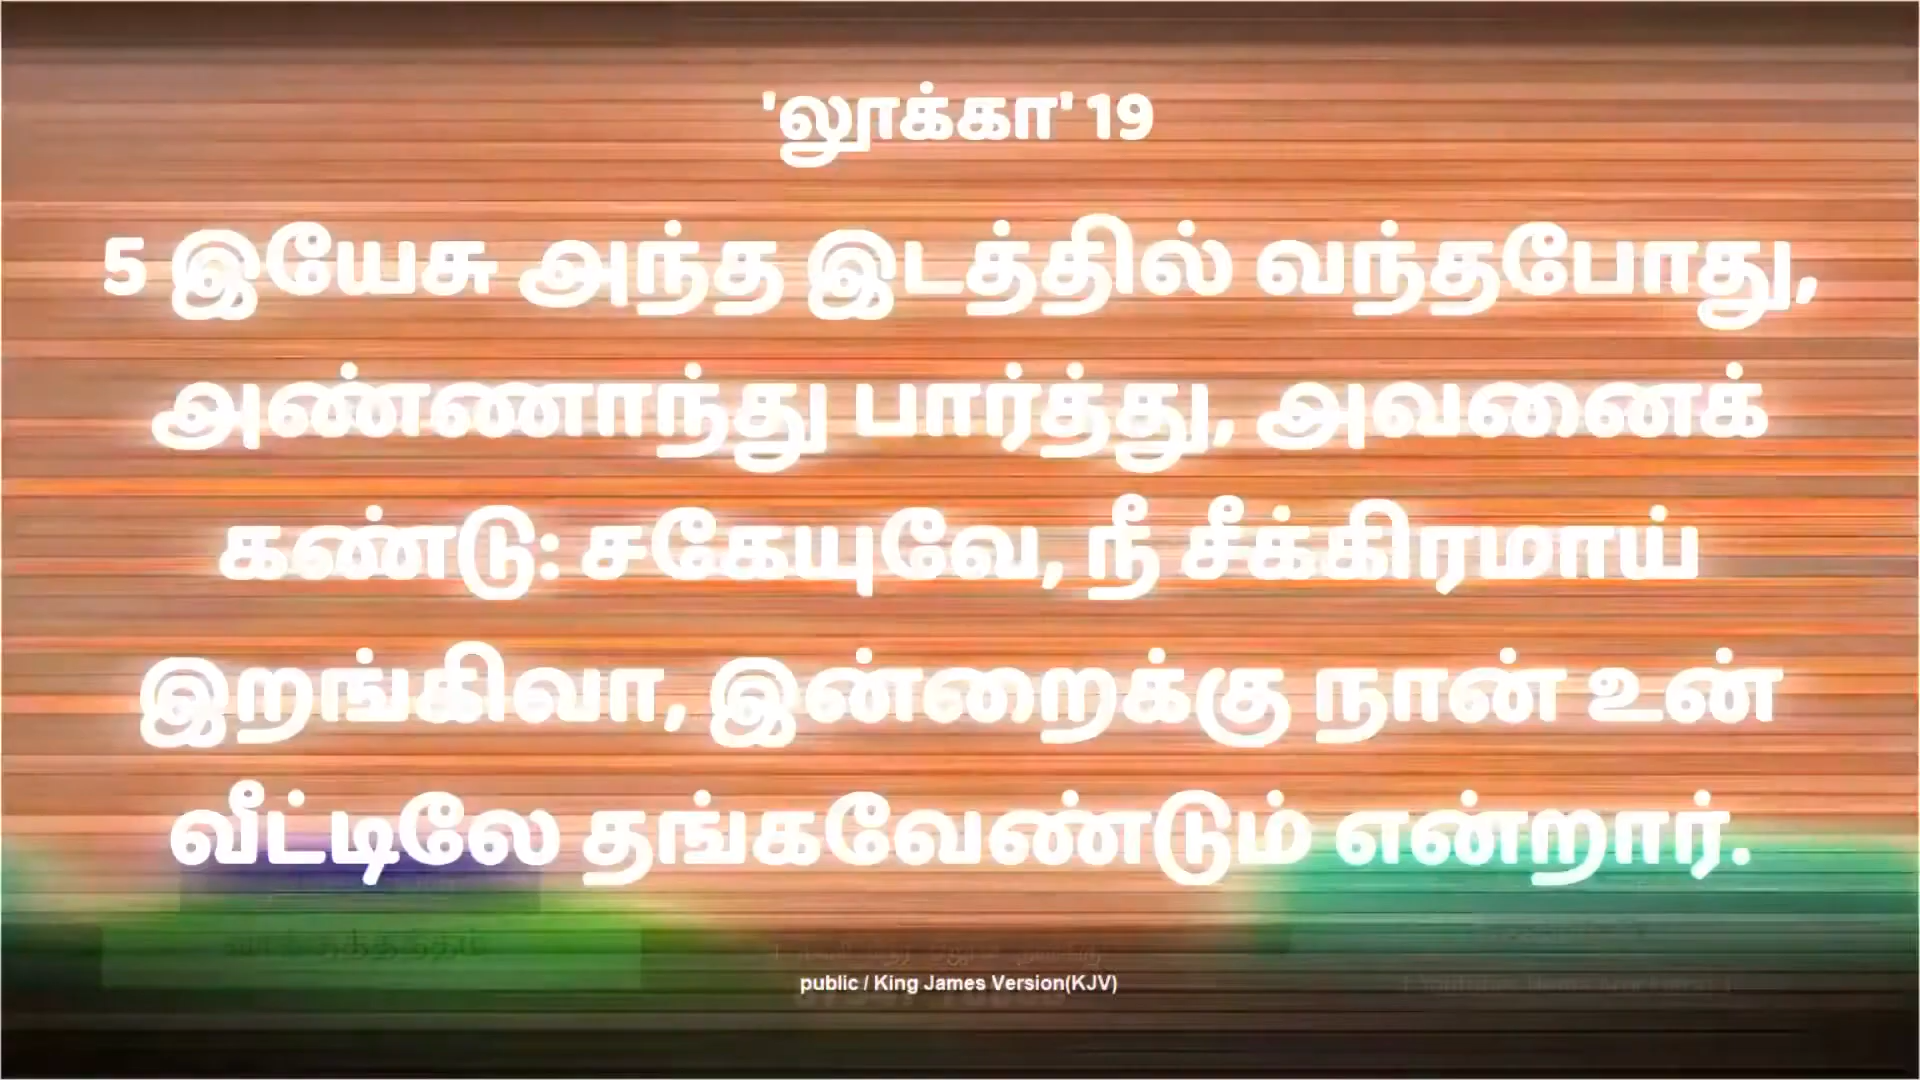 'லூக்கா' 19
5 இயேசு அந்த இடத்தில் வந்தபோது,
அண்ணாந்து பார்த்து, அவனைக்
கண்டு: சகேயுவே, நீ சீக்கிரமாய்
இறங்கிவா, இன்றைக்கு நான் உன்
வீட்டிலே தங்கவேண்டும் என்றார்.
public / King James Version(KJV)